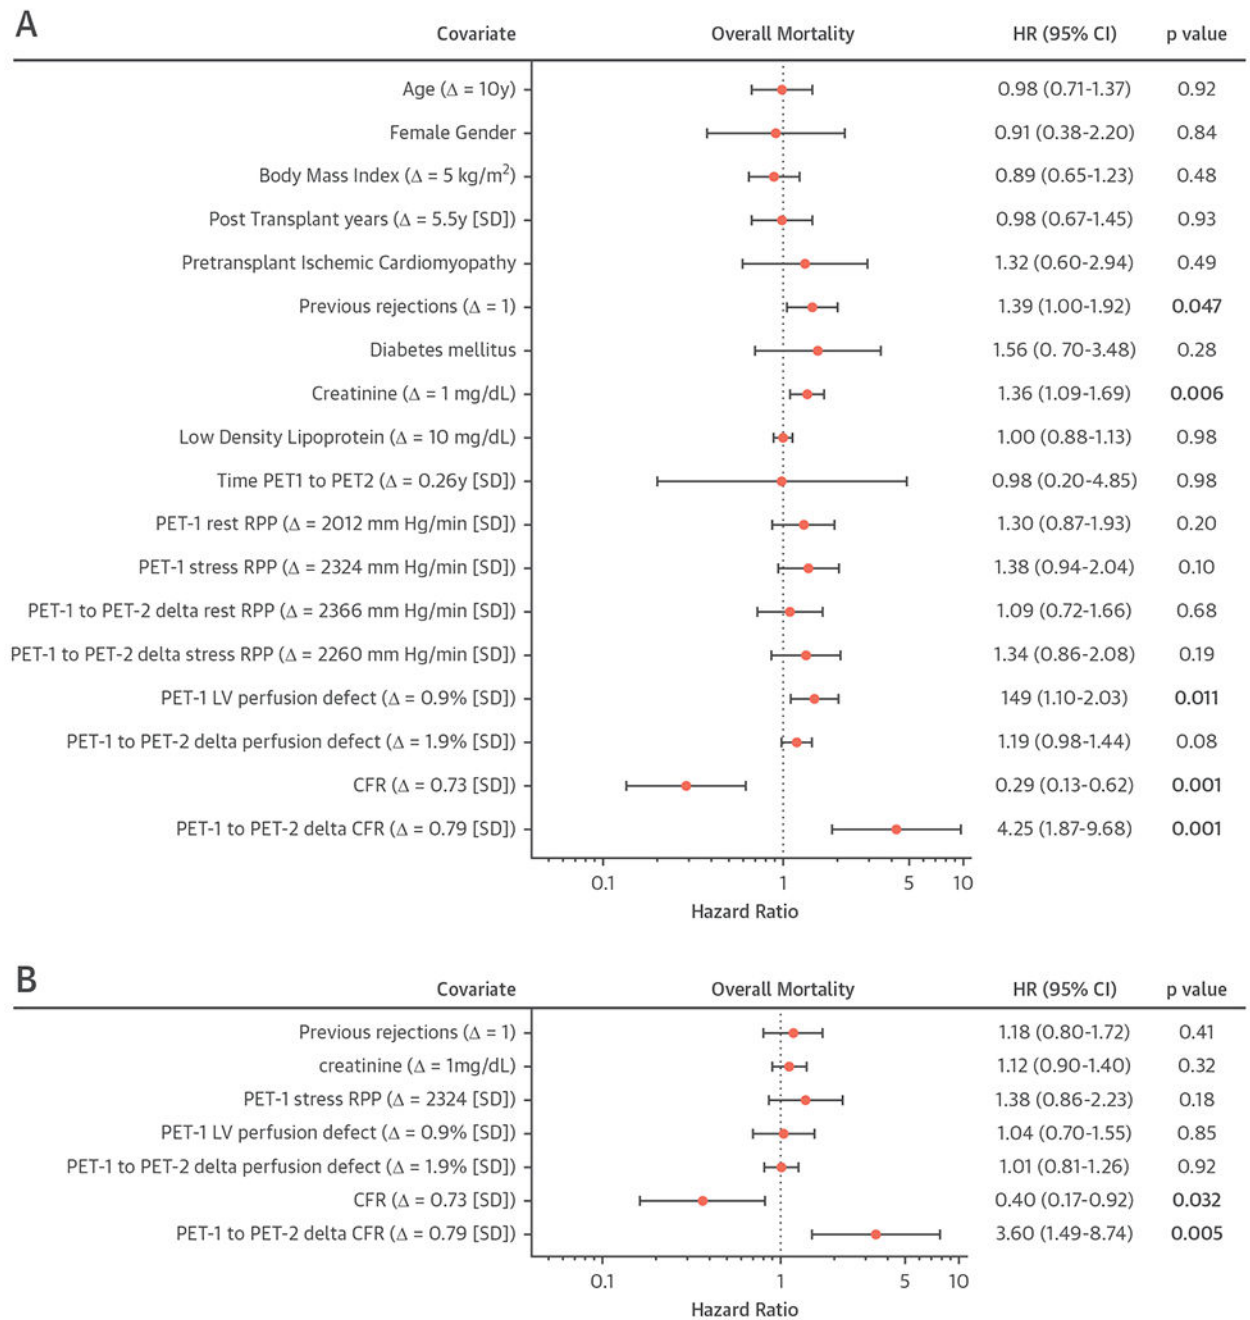 A
Covariate Overall Mortality HR (95% CI) p value
Age (Δ = 10y) 0.98 (0.71-1.37) 0.92
Female Gender 0.91 (0.38-2.20) 0.84
Body Mass Index (Δ = 5 kg/m²) 0.89 (0.65-1.23) 0.48
Post Transplant years (Δ = 5.5y [SD]) 0.98 (0.67-1.45) 0.93
Pretransplant Ischemic Cardiomyopathy 1.32 (0.60-2.94) 0.49
Previous rejections (Δ = 1) 1.39 (1.00-1.92) 0.047
Diabetes mellitus 1.56 (0. 70-3.48) 0.28
Creatinine (Δ = 1 mg/dL) 1.36 (1.09-1.69) 0.006
Low Density Lipoprotein (Δ = 10 mg/dL) 1.00 (0.88-1.13) 0.98
Time PET1 to PET2 (Δ = 0.26y [SD]) 0.98 (0.20-4.85) 0.98
PET-1 rest RPP (Δ = 2012 mm Hg/min [SD]) 1.30 (0.87-1.93) 0.20
PET-1 stress RPP (Δ = 2324 mm Hg/min [SD]) 1.38 (0.94-2.04) 0.10
PET-1 to PET-2 delta rest RPP (Δ = 2366 mm Hg/min [SD]) 1.09 (0.72-1.66) 0.68
PET-1 to PET-2 delta stress RPP (Δ = 2260 mm Hg/min [SD]) 1.34 (0.86-2.08) 0.19
PET-1 LV perfusion defect (Δ = 0.9% [SD]) 149 (1.10-2.03) 0.011
PET-1 to PET-2 delta perfusion defect (Δ = 1.9% [SD]) 1.19 (0.98-1.44) 0.08
CFR (Δ = 0.73 [SD]) 0.29 (0.13-0.62) 0.001
PET-1 to PET-2 delta CFR (Δ = 0.79 [SD]) 4.25 (1.87-9.68) 0.001
0.1 1 5 10
Hazard Ratio
B
Covariate Overall Mortality HR (95% CI) p value
Previous rejections (Δ = 1) 1.18 (0.80-1.72) 0.41
creatinine (Δ = 1mg/dL) 1.12 (0.90-1.40) 0.32
PET-1 stress RPP (Δ = 2324 [SD]) 1.38 (0.86-2.23) 0.18
PET-1 LV perfusion defect (Δ = 0.9% [SD]) 1.04 (0.70-1.55) 0.85
PET-1 to PET-2 delta perfusion defect (Δ = 1.9% [SD]) 1.01 (0.81-1.26) 0.92
CFR (Δ = 0.73 [SD]) 0.40 (0.17-0.92) 0.032
PET-1 to PET-2 delta CFR (Δ = 0.79 [SD]) 3.60 (1.49-8.74) 0.005
0.1 1 5 10
Hazard Ratio